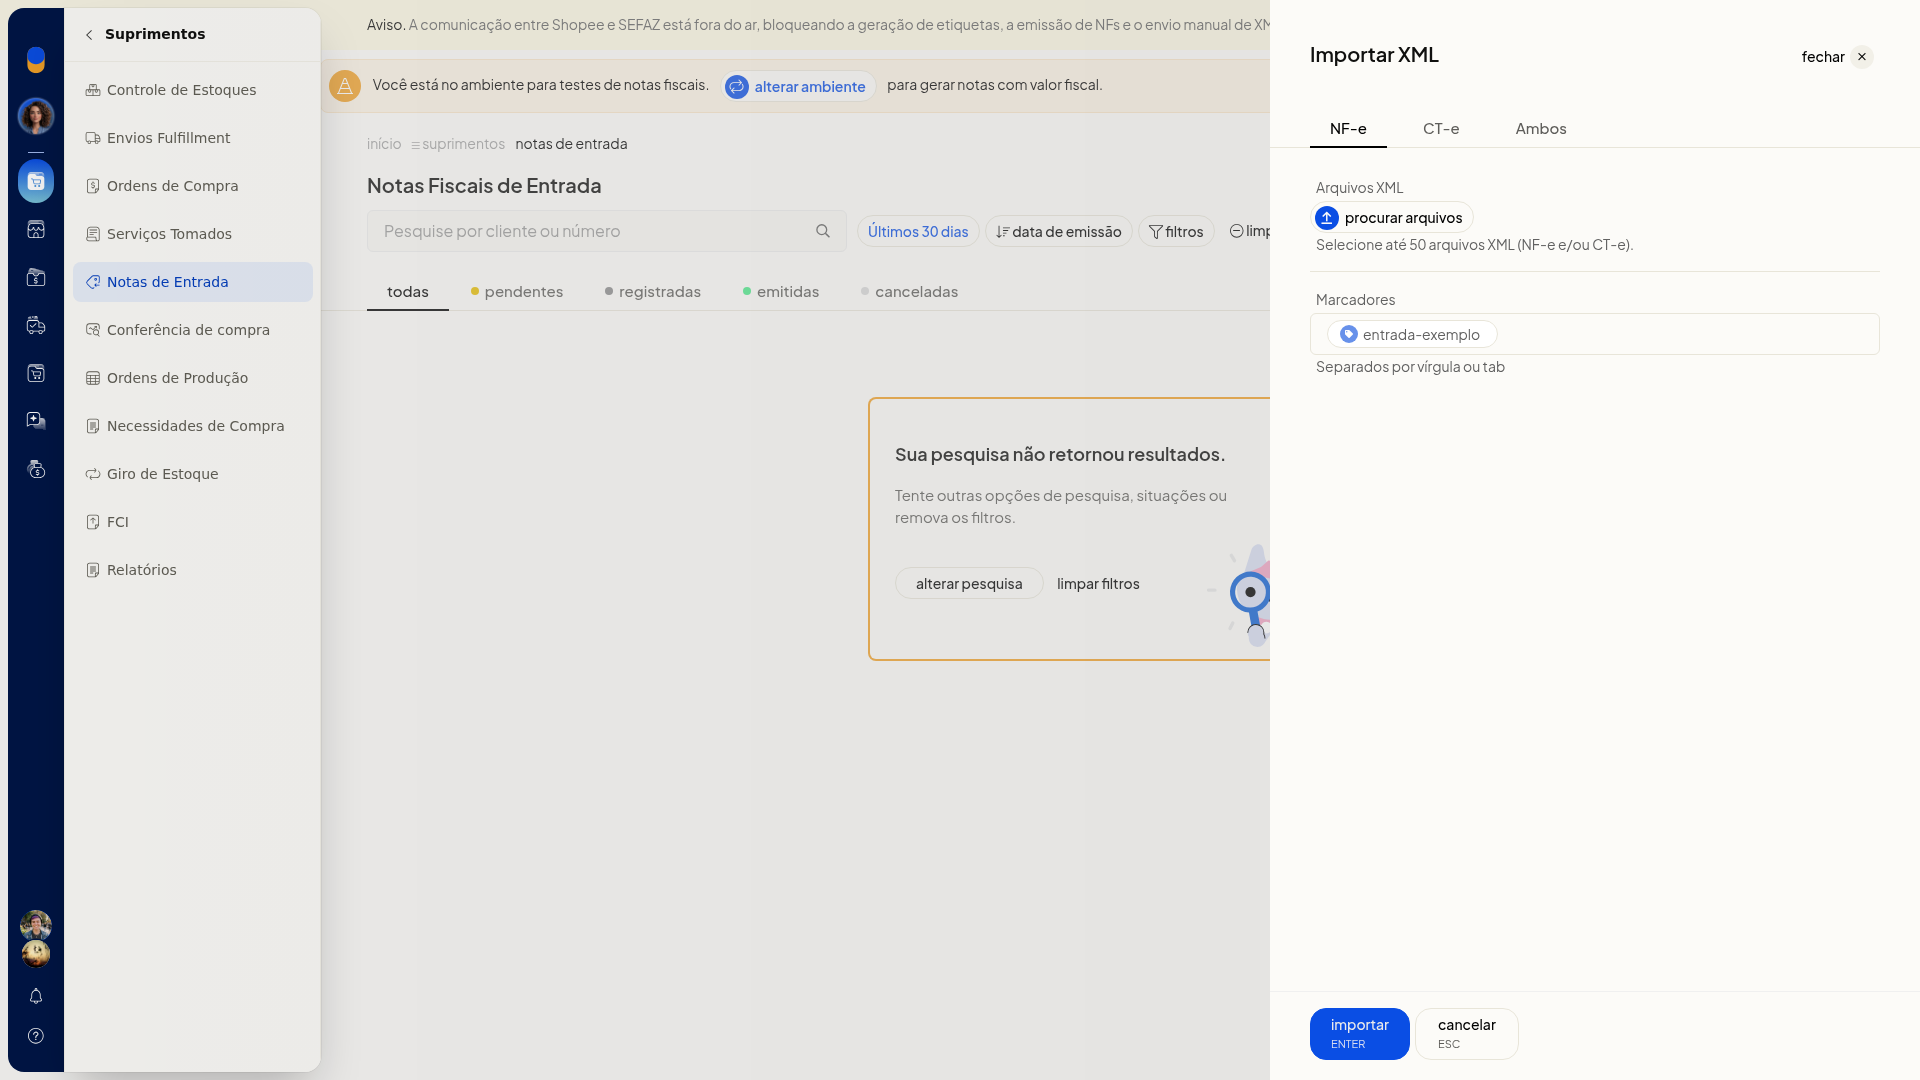 Suprimentos
Controle de Estoques
Envios Fulfillment
Ordens de Compra
Serviços Tomados
Notas de Entrada
Conferência de compra
Ordens de Produção
Necessidades de Compra
Giro de Estoque
FCI
Relatórios
Aviso. A comunicação entre Shopee e SEFAZ está fora do ar, bloqueando a geração de etiquetas, a emissão de NFs e o envio manual de XM
Você está no ambiente para testes de notas fiscais. alterar ambiente para gerar notas com valor fiscal.
início suprimentos notas de entrada
Notas Fiscais de Entrada
Pesquise por cliente ou número Últimos 30 dias data de emissão filtros limp
todas pendentes registradas emitidas canceladas
Sua pesquisa não retornou resultados.
Tente outras opções de pesquisa, situações ou
remova os filtros.
alterar pesquisa limpar filtros
Importar XML
fechar
NF-e CT-e Ambos
Arquivos XML
procurar arquivos
Selecione até 50 arquivos XML (NF-e e/ou CT-e).
Marcadores
entrada-exemplo
Separados por vírgula ou tab
importar
ENTER
cancelar
ESC